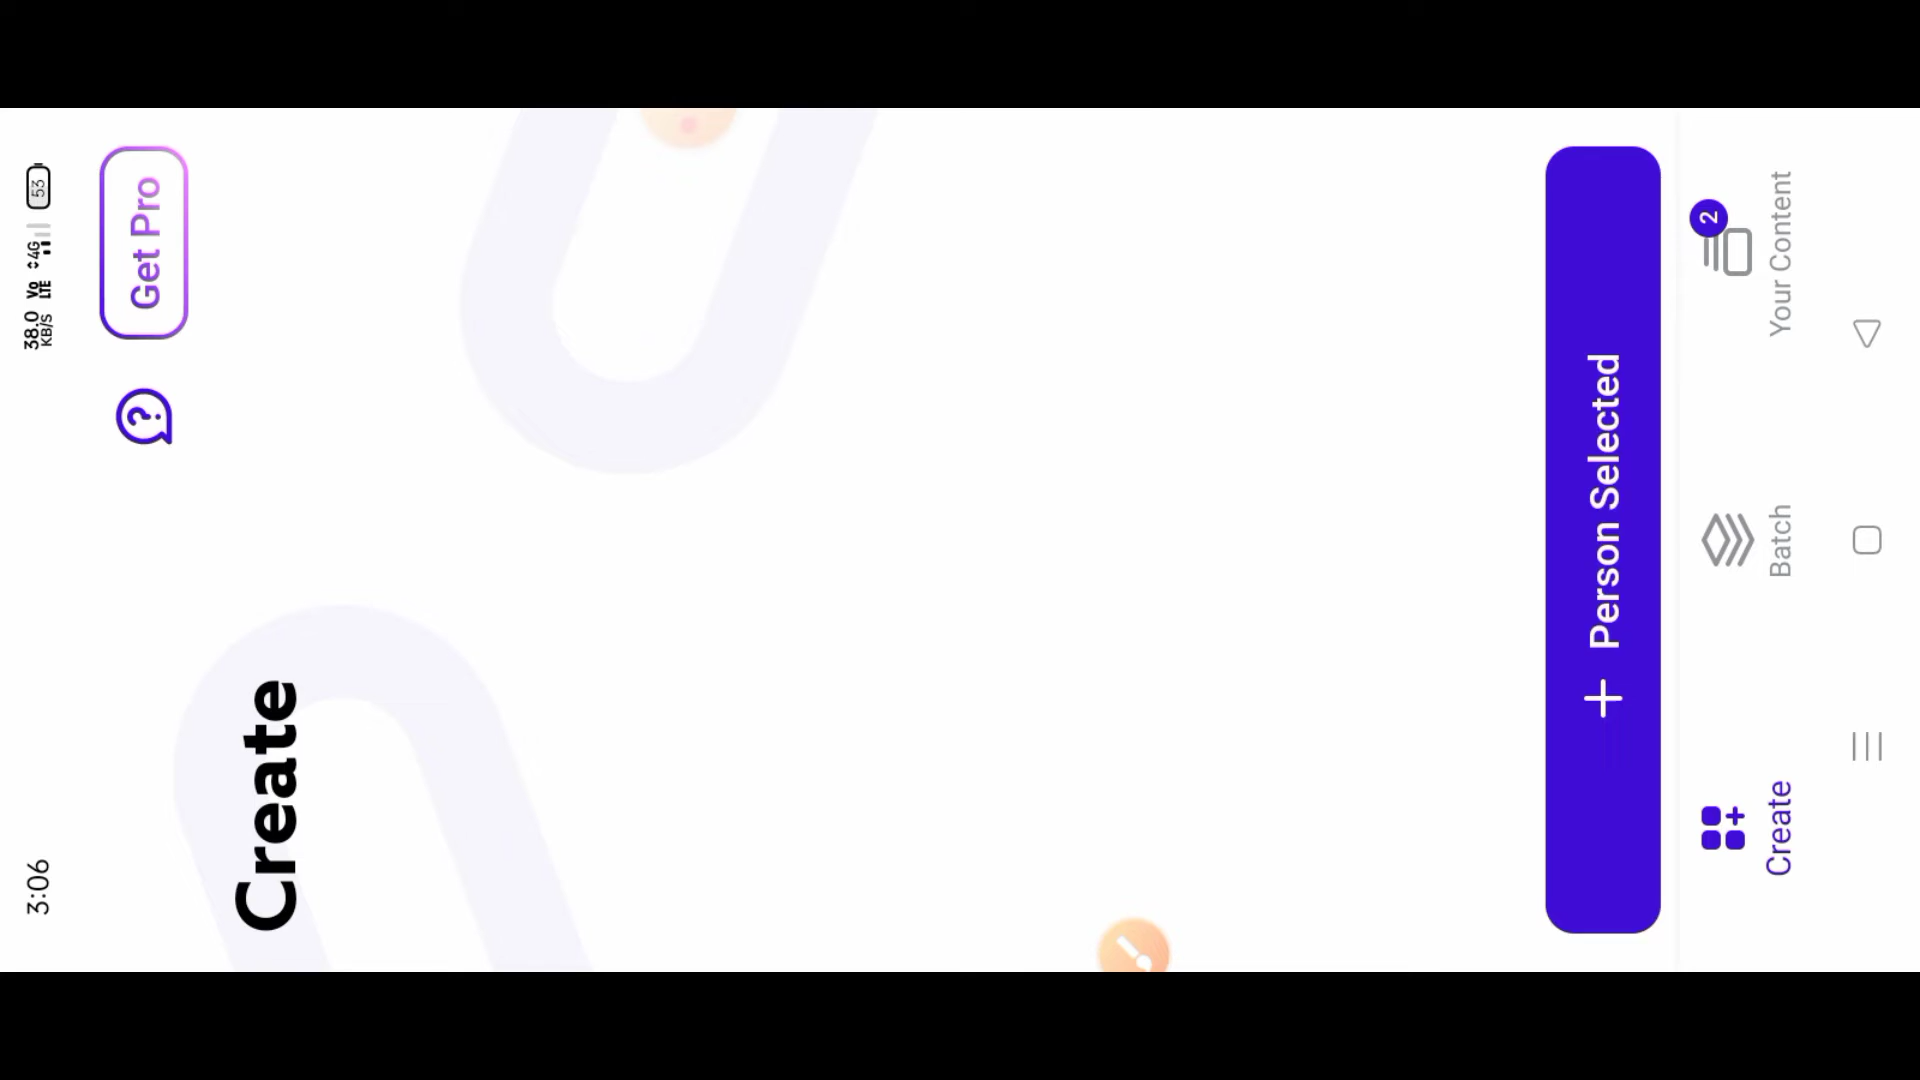 3:06
38.0 KB/S Vo LTE 4G 53
Get Pro
Create
+ Person Selected
Create
Batch
2
Your Content